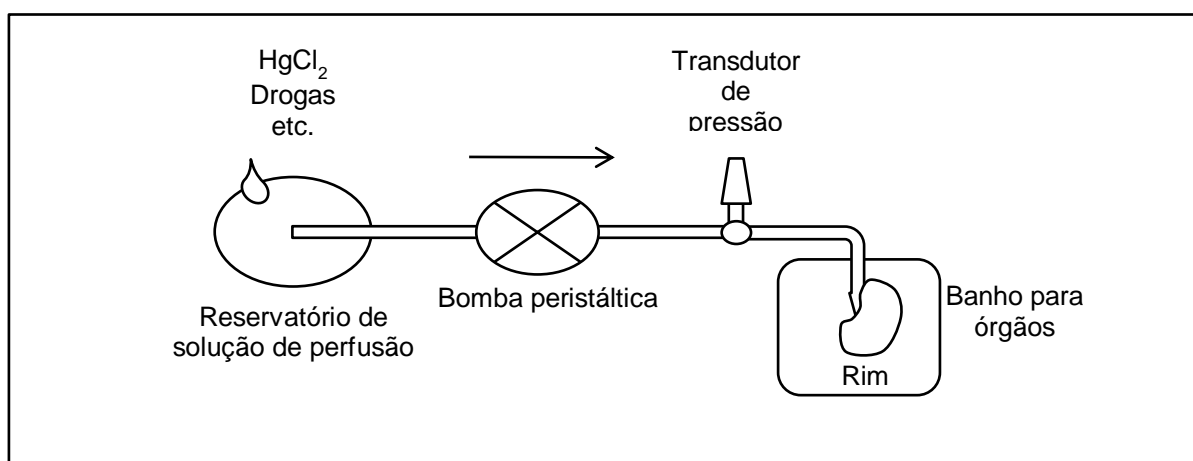 HgCl2
Drogas
etc.
Transdutor
de
pressão
Bomba peristáltica
Reservatório de
solução de perfusão
Banho para
órgãos
Rim